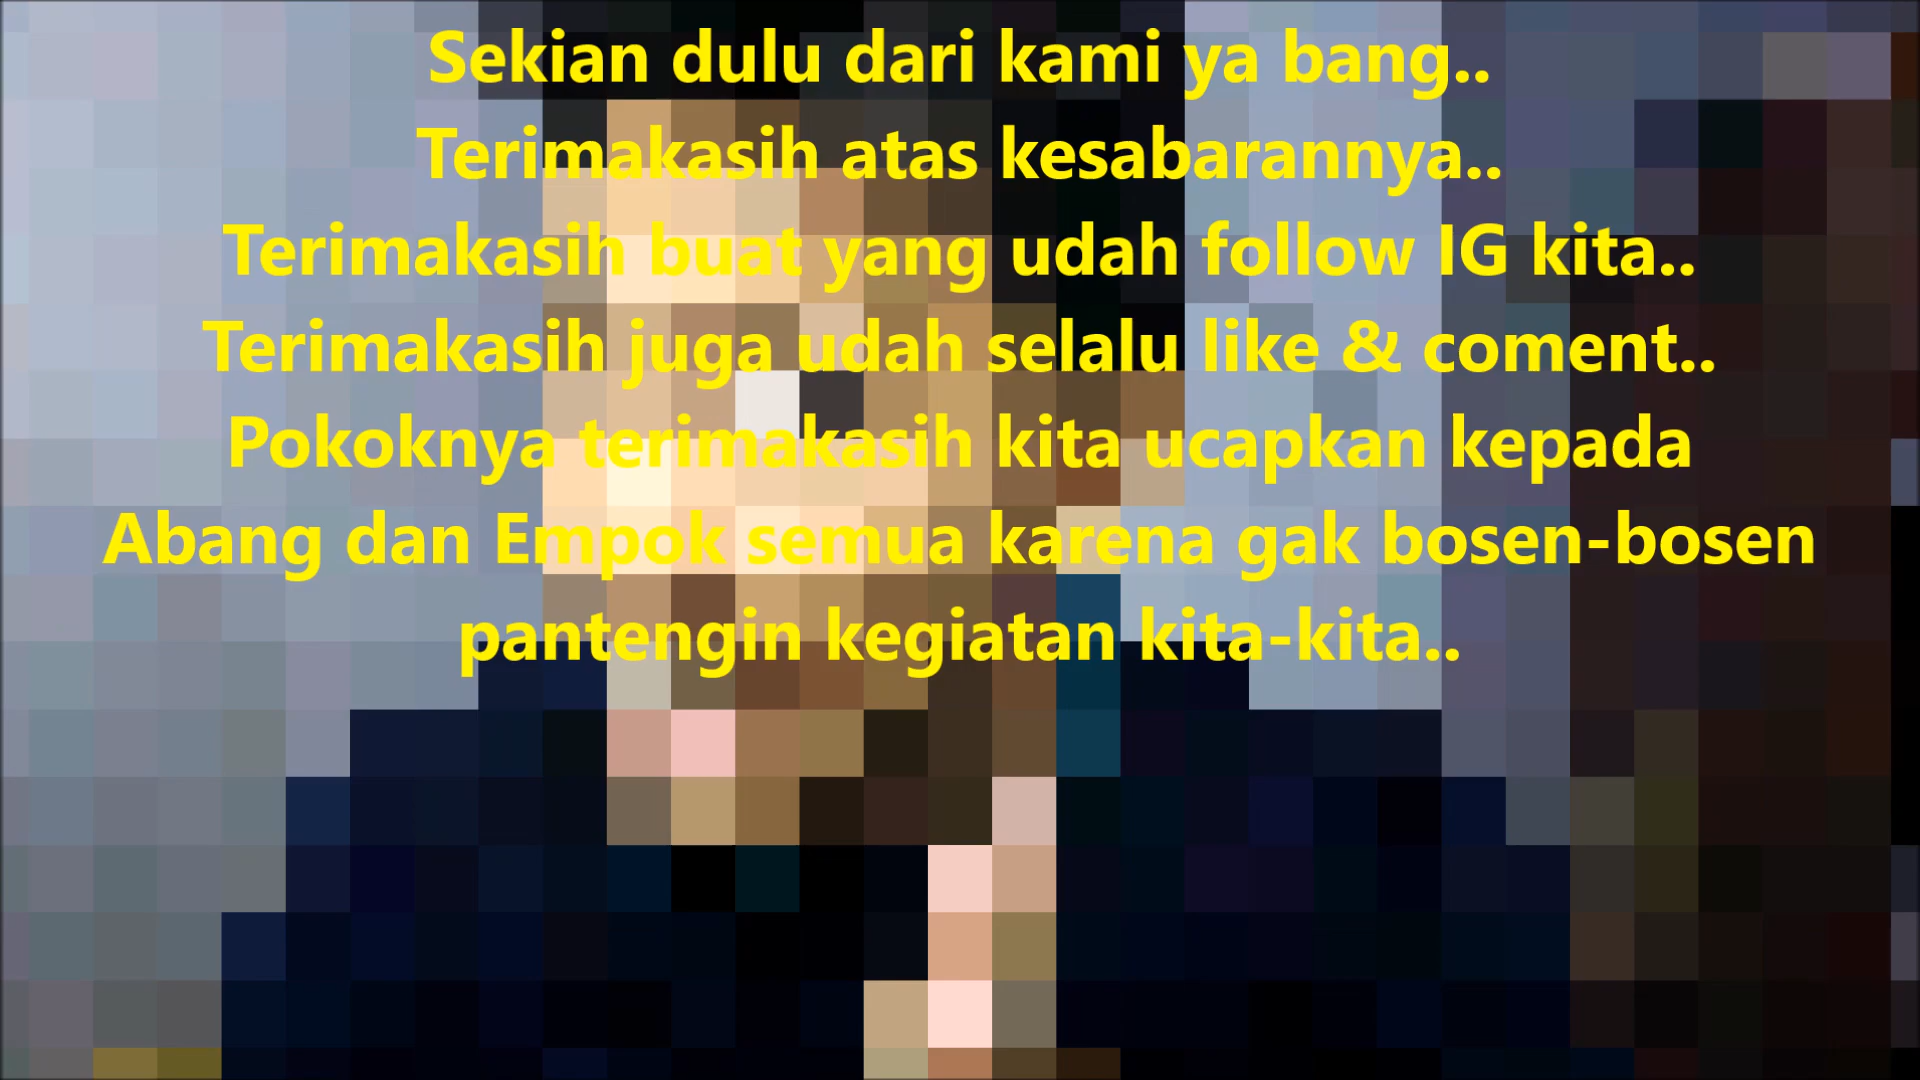 Sekian dulu dari kami ya bang..
Terimakasih atas kesabarannya..
Terimakasih buat yang udah follow IG kita..
Terimakasih juga udah selalu like & coment..
Pokoknya terimakasih kita ucapkan kepada
Abang dan Empok semua karena gak bosen-bosen
pantengin kegiatan kita-kita..